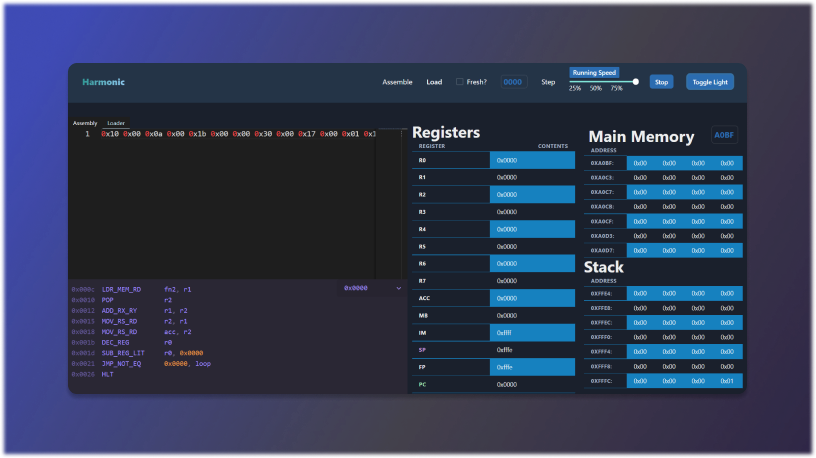 Harmonic
Assemble Load Fresh? 0000 Step Running Speed Stop Toggle Light
25% 50% 75%
Assembly Loader
1 0x10 0x00 0x0a 0x00 0x1b 0x00 0x00 0x30 0x00 0x17 0x00 0x01 0x1
0x000c LDR_MEM_RD fn2, r1
0x0010 POP r2
0x0012 ADD_RX_RY r1, r2
0x0015 MOV_RS_RD r2, r1
0x0018 MOV_RS_RD acc, r2
0x001b DEC_REG r0
0x001d SUB_REG_LIT r0, 0x0000
0x0021 JMP_NOT_EQ 0x0000, loop
0x0026 HLT
0x0000
Registers
REGISTER CONTENTS
R0 0x0000
R1 0x0000
R2 0x0000
R3 0x0000
R4 0x0000
R5 0x0000
R6 0x0000
R7 0x0000
ACC 0x0000
MB 0x0000
IM 0xffff
SP 0xfffe
FP 0xfffe
PC 0x0000
Main Memory A0BF
ADDRESS
0XA0BF: 0x00 0x00 0x00 0x00
0XA0C3: 0x00 0x00 0x00 0x00
0XA0C7: 0x00 0x00 0x00 0x00
0XA0CB: 0x00 0x00 0x00 0x00
0XA0CF: 0x00 0x00 0x00 0x00
0XA0D3: 0x00 0x00 0x00 0x00
0XA0D7: 0x00 0x00 0x00 0x00
Stack
ADDRESS
0XFFE4: 0x00 0x00 0x00 0x00
0XFFE8: 0x00 0x00 0x00 0x00
0XFFEC: 0x00 0x00 0x00 0x00
0XFFF0: 0x00 0x00 0x00 0x00
0XFFF4: 0x00 0x00 0x00 0x00
0XFFF8: 0x00 0x00 0x00 0x00
0XFFFC: 0x00 0x00 0x00 0x01